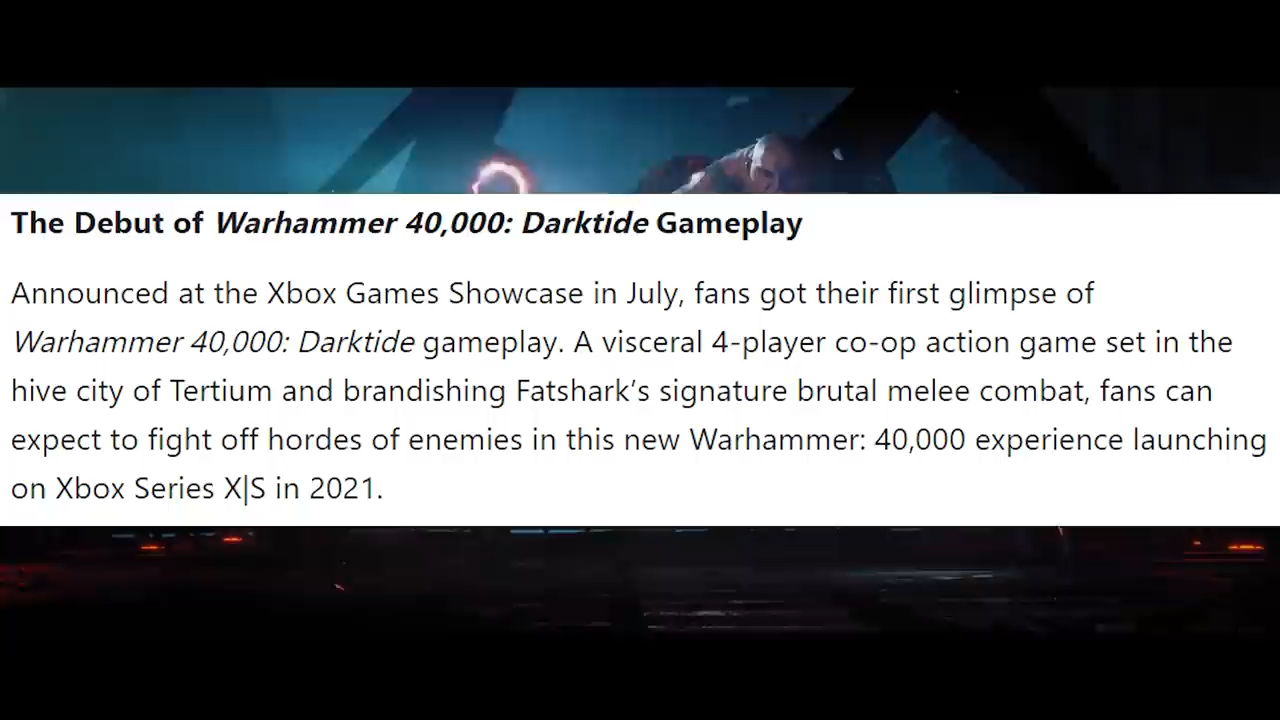 The Debut of Warhammer 40,000: Darktide Gameplay
Announced at the Xbox Games Showcase in July, fans got their first glimpse of
Warhammer 40,000: Darktide gameplay. A visceral 4-player co-op action game set in the
hive city of Tertium and brandishing Fatshark’s signature brutal melee combat, fans can
expect to fight off hordes of enemies in this new Warhammer: 40,000 experience launching
on Xbox Series X|S in 2021.